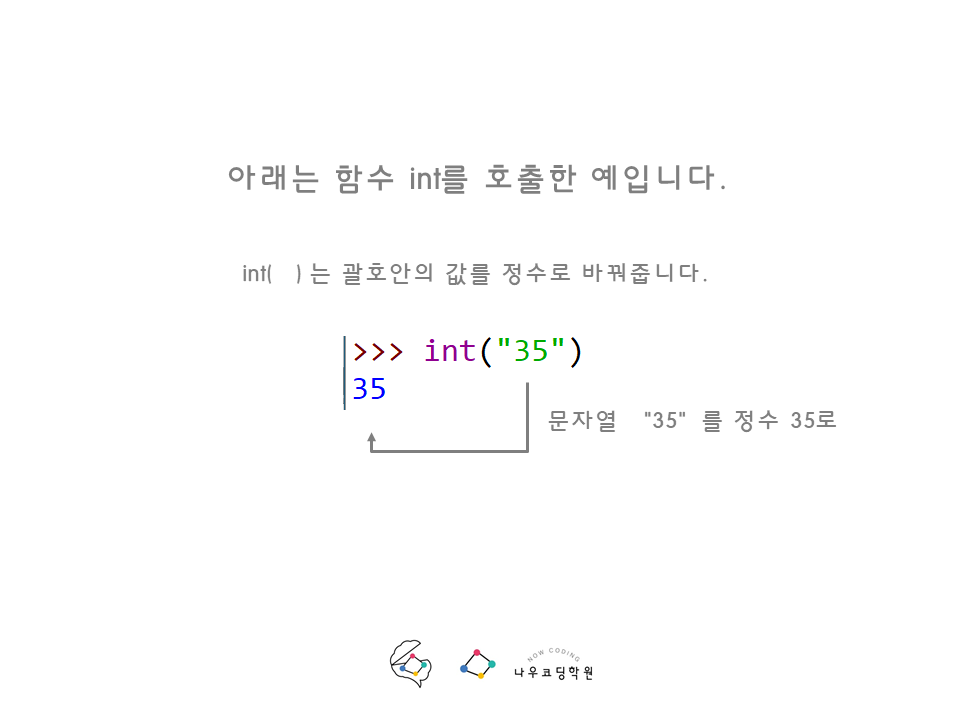 아래는 함수 int를 호출한 예입니다.
int( ) 는 괄호안의 값를 정수로 바꿔줍니다.
>>> int("35")
35
문자열 "35" 를 정수 35로
NOW CODING
나우코딩학원